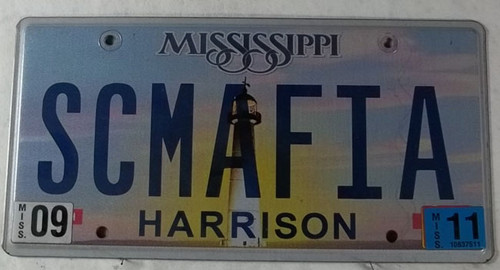 MISSISSIPPI
SCMAFIA
MISS. 09 HARRISON MISS. 11